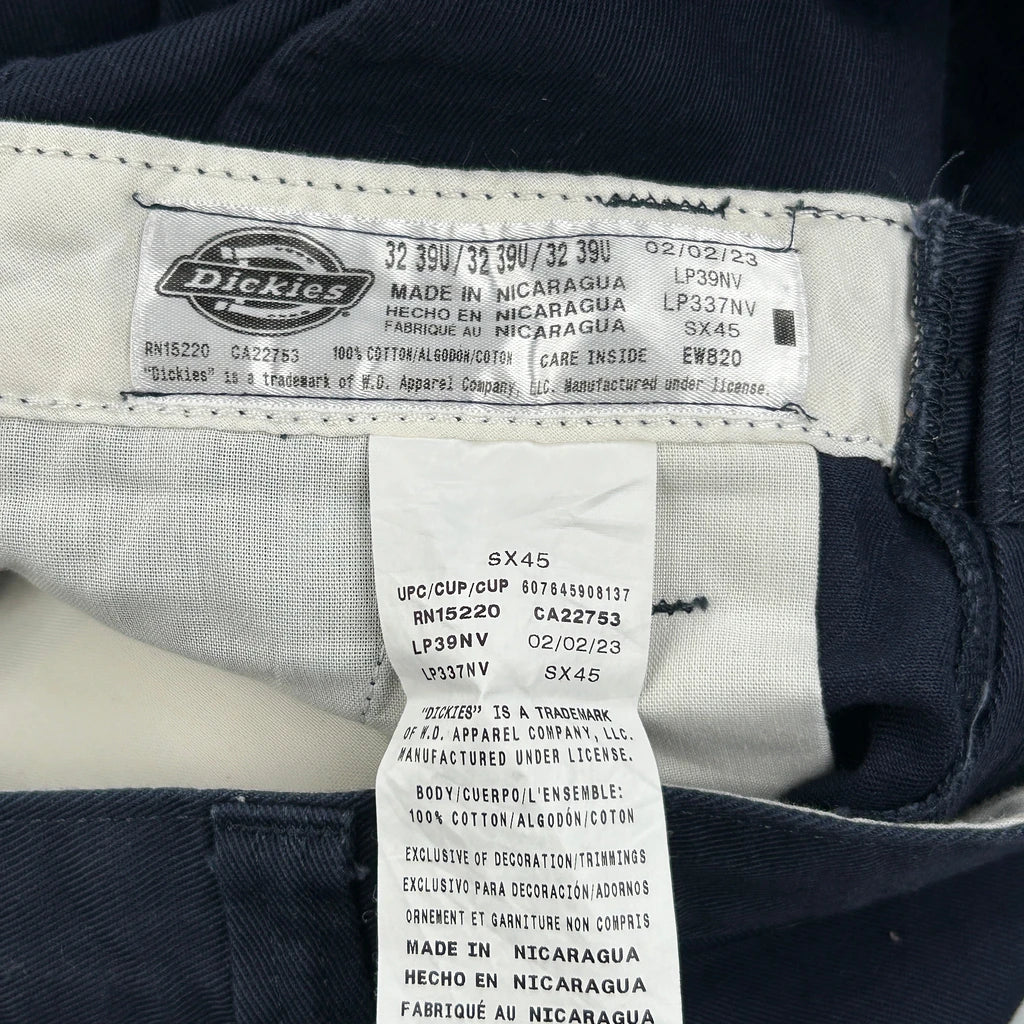 Dickies
32 39U/32 39U/32 39U 02/02/23
MADE IN NICARAGUA LP39NV
HECHO EN NICARAGUA LP337NV
FABRIQUÉ AU NICARAGUA SX45
RN15220 CA22753 100% COTTON/ALGODON/COTON CARE INSIDE EW820
"Dickies" is a trademark of W.D. Apparel Company, LLC. Manufactured under license.
SX45
UPC/CUP/CUP 607645908137
RN15220 CA22753
LP39NV 02/02/23
LP337NV SX45
"DICKIES" IS A TRADEMARK
OF W.D. APPAREL COMPANY, LLC.
MANUFACTURED UNDER LICENSE.
BODY/CUERPO/L'ENSEMBLE:
100% COTTON/ALGODÓN/COTON
EXCLUSIVE OF DECORATION/TRIMMINGS
EXCLUSIVO PARA DECORACIÓN/ADORNOS
ORNEMENT ET GARNITURE NON COMPRIS
MADE IN NICARAGUA
HECHO EN NICARAGUA
FABRIQUÉ AU NICARAGUA